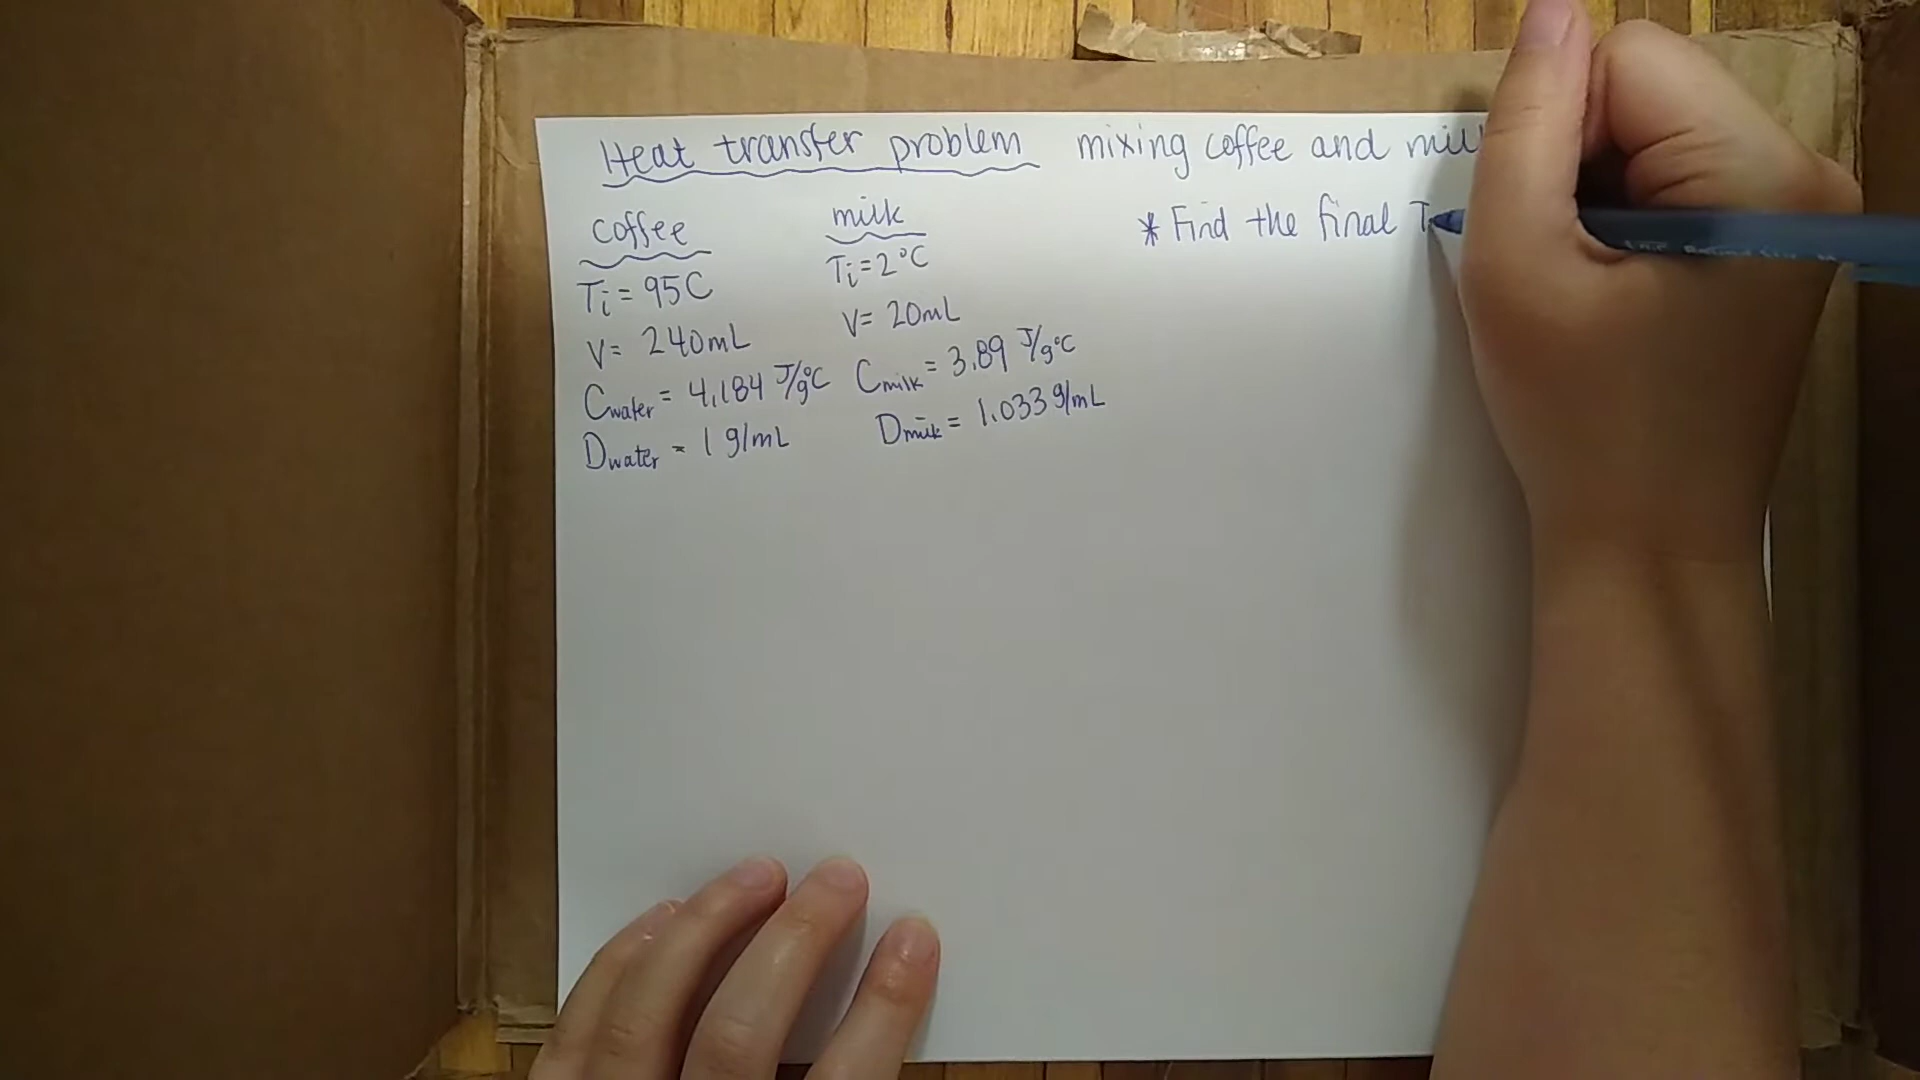 Heat transfer problem mixing coffee and
* Find the final
coffee
Ti = 95C
V = 240mL
Cwater = 4,184 J/g°C
Dwater = 1 g/mL
milk
Ti = 2°C
V = 20mL
Cmilk = 3.89 J/g°C
Dmilk = 1.033 g/mL